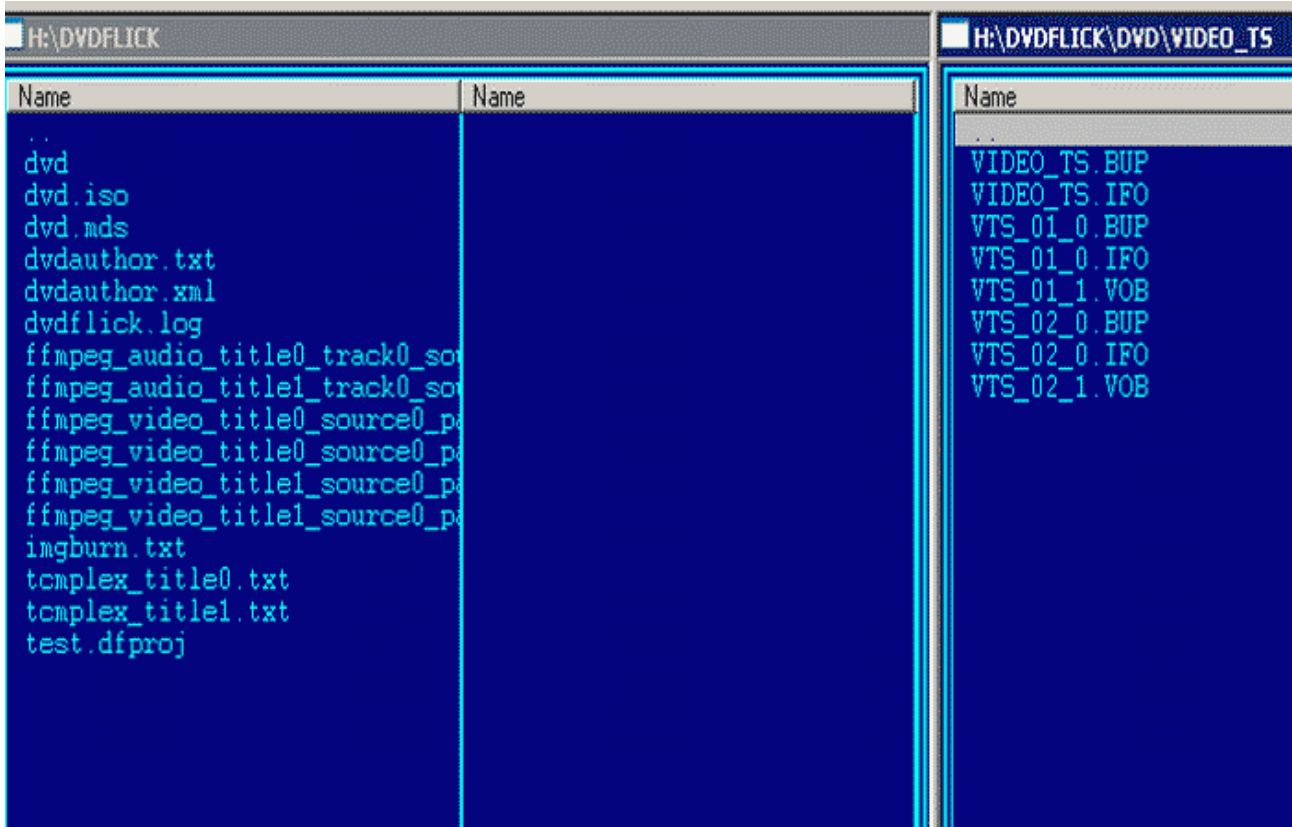 H:\DVDFLICK
Name
Name
..
dvd
dvd.iso
dvd.mds
dvdauthor.txt
dvdauthor.xml
dvdflick.log
ffmpeg_audio_title0_track0_sou
ffmpeg_audio_title1_track0_sou
ffmpeg_video_title0_source0_pa
ffmpeg_video_title0_source0_pa
ffmpeg_video_title1_source0_pa
ffmpeg_video_title1_source0_pa
imgburn.txt
tcmplex_title0.txt
tcmplex_title1.txt
test.dfproj
H:\DVDFLICK\DVD\VIDEO_TS
Name
..
VIDEO_TS.BUP
VIDEO_TS.IFO
VTS_01_0.BUP
VTS_01_0.IFO
VTS_01_1.VOB
VTS_02_0.BUP
VTS_02_0.IFO
VTS_02_1.VOB